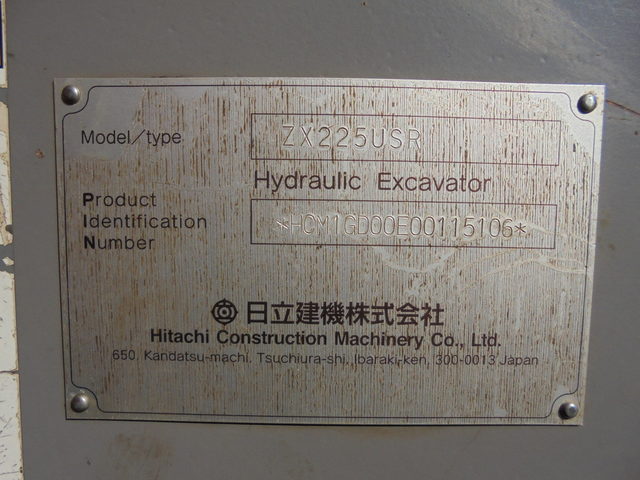 Model/type ZX225USR
Hydraulic Excavator
Product
Identification
Number
*HCM1GD00E00115106*
日立建機株式会社
Hitachi Construction Machinery Co., Ltd.
650, Kandatsu-machi, Tsuchiura-shi, Ibaraki-ken, 300-0013 Japan